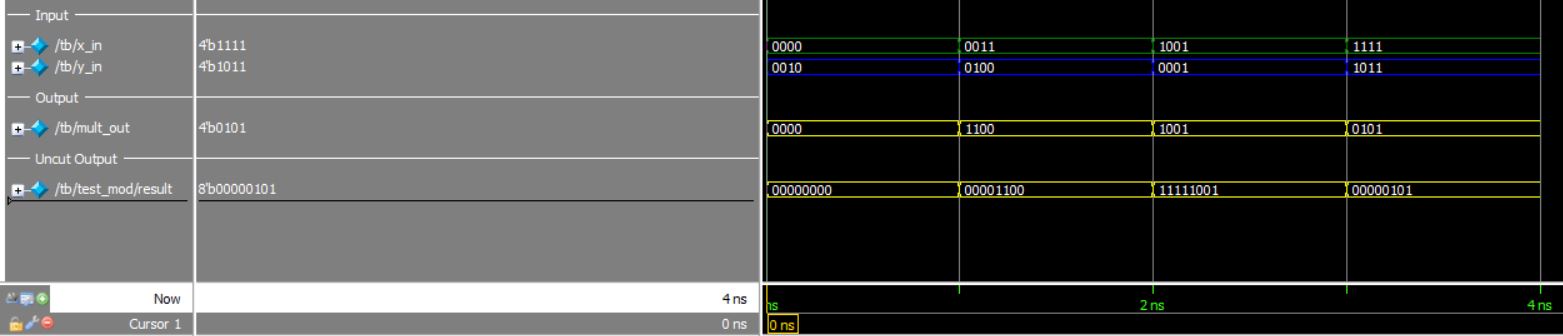 Input
/tb/x_in 4'b1111 0000 0011 1001 1111
/tb/y_in 4'b1011 0010 0100 0001 1011
Output
/tb/mult_out 4'b0101 0000 1100 1001 0101
Uncut Output
/tb/test_mod/result 8'b00000101 00000000 00001100 11111001 00000101
Now 4 ns ns 2 ns 4 ns
Cursor 1 0 ns 0 ns